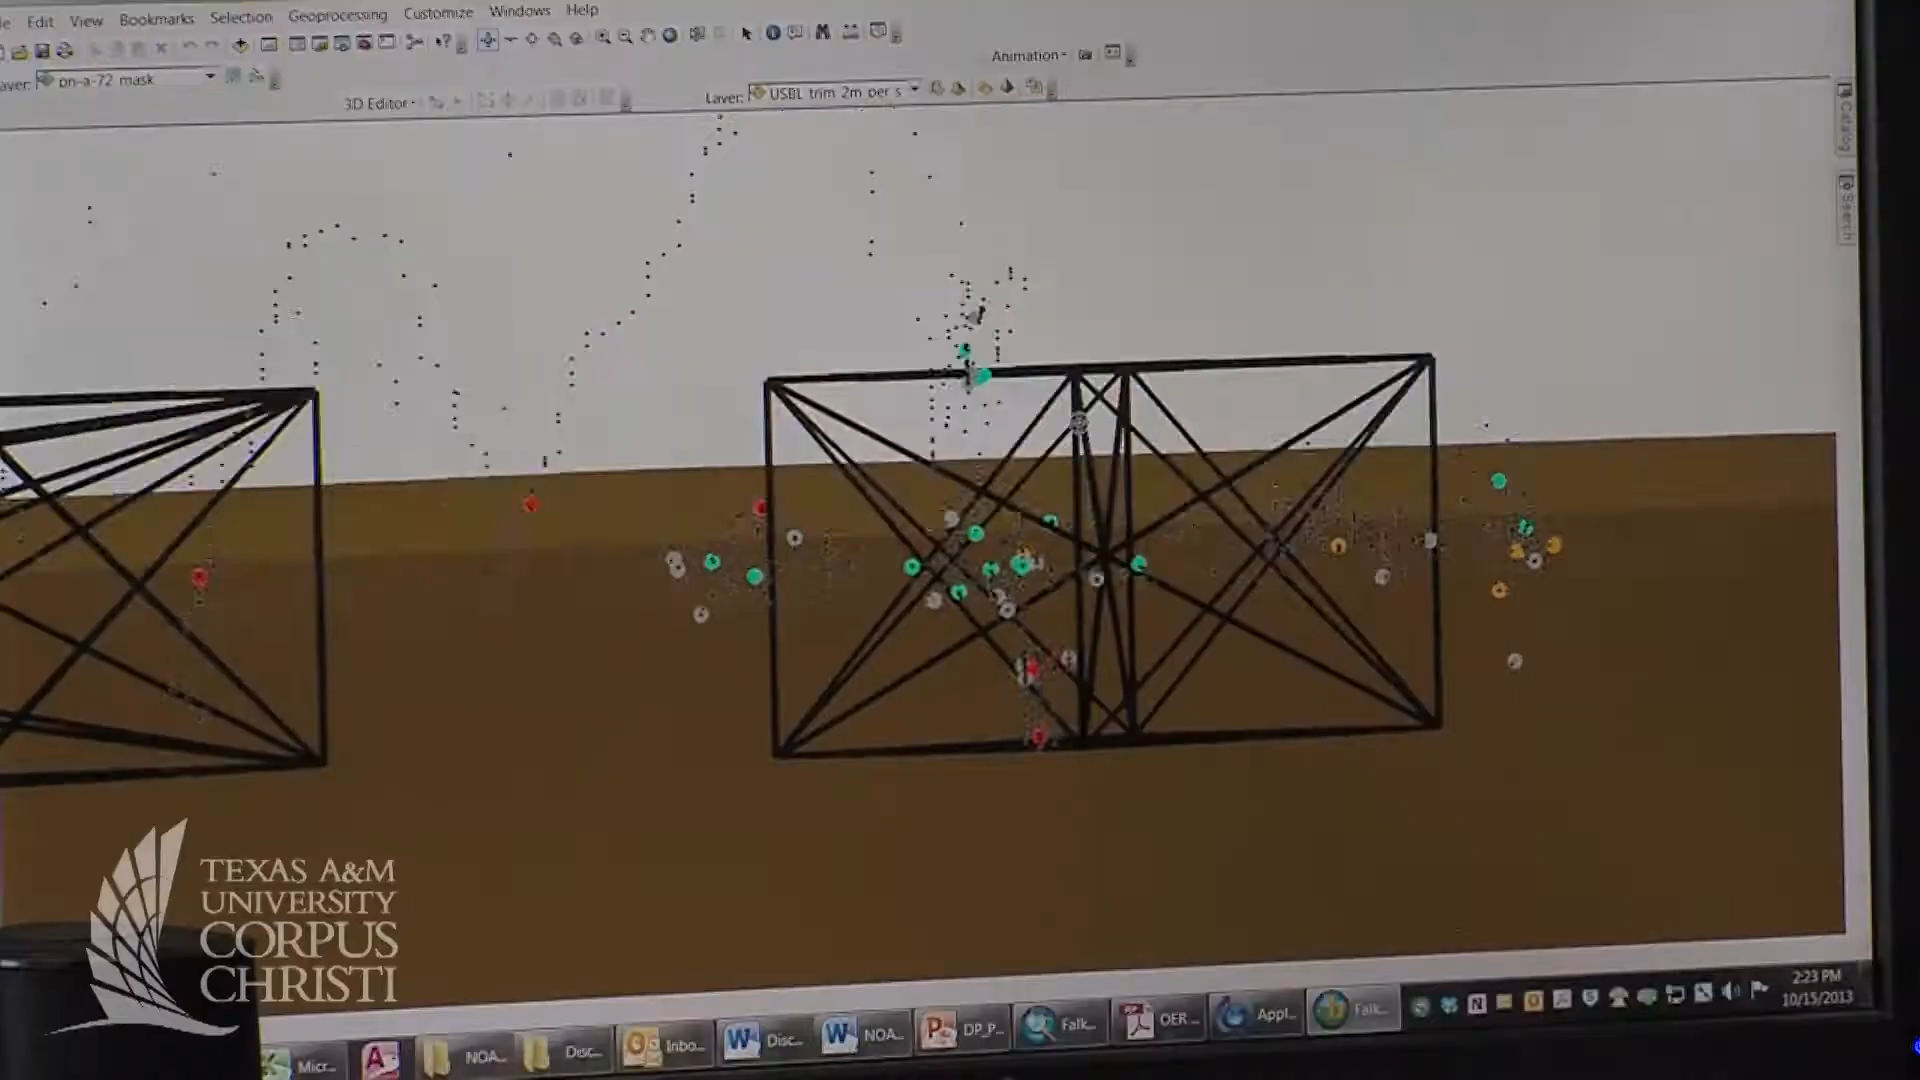 Edit View Bookmarks Selection Geoprocessing Customize Windows Help
pn-a-72 mask
Animation
3D Editor
Layer: USBL trim 2m per s
Catalog
Search
TEXAS A&M
UNIVERSITY
CORPUS
CHRISTI
2:23 PM
10/15/2013
Micr...
NOA...
Disc...
Inbo...
Disc...
NOA...
DP_P...
Falk...
OER ...
Appl...
Falk...